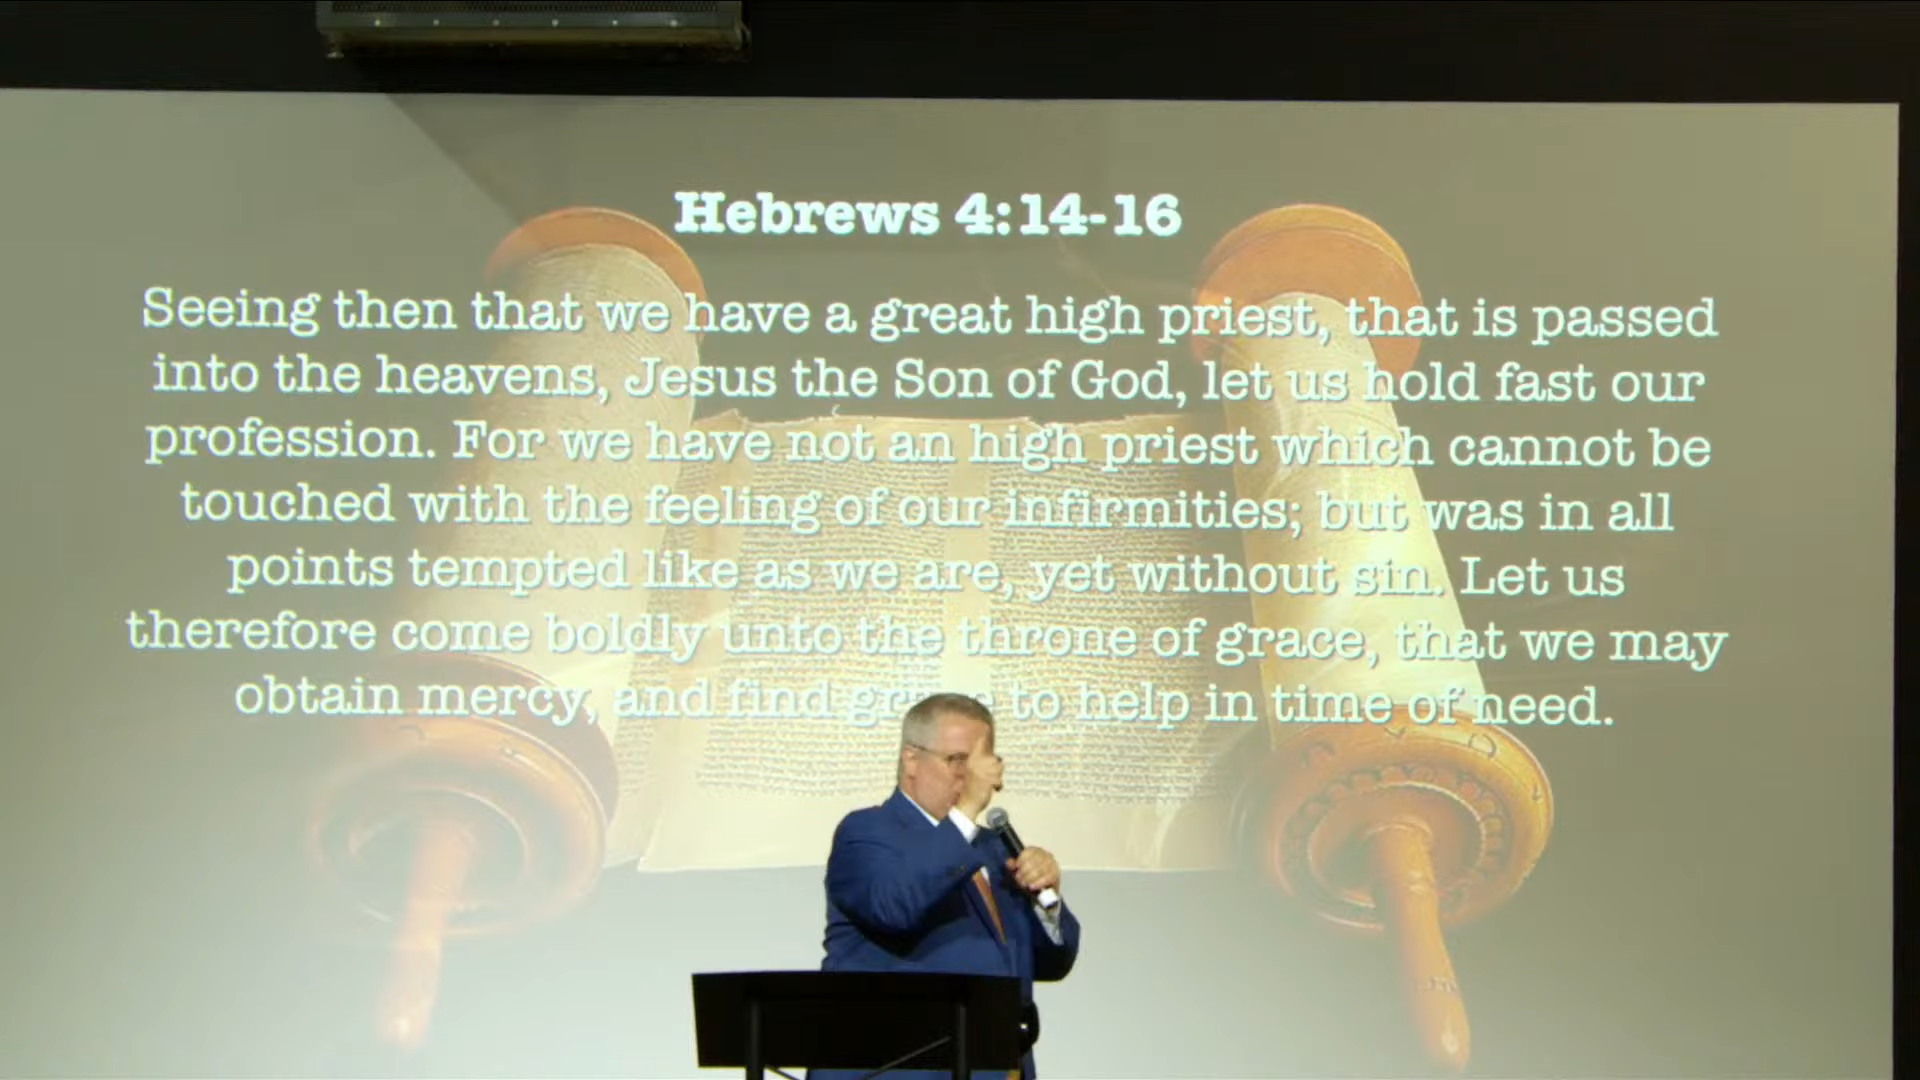 Hebrews 4:14-16
Seeing then that we have a great high priest, that is passed
into the heavens, Jesus the Son of God, let us hold fast our
profession. For we have not an high priest which cannot be
touched with the feeling of our infirmities; but was in all
points tempted like as we are, yet without sin. Let us
therefore come boldly unto the throne of grace, that we may
obtain mercy, and find to help in time of need.